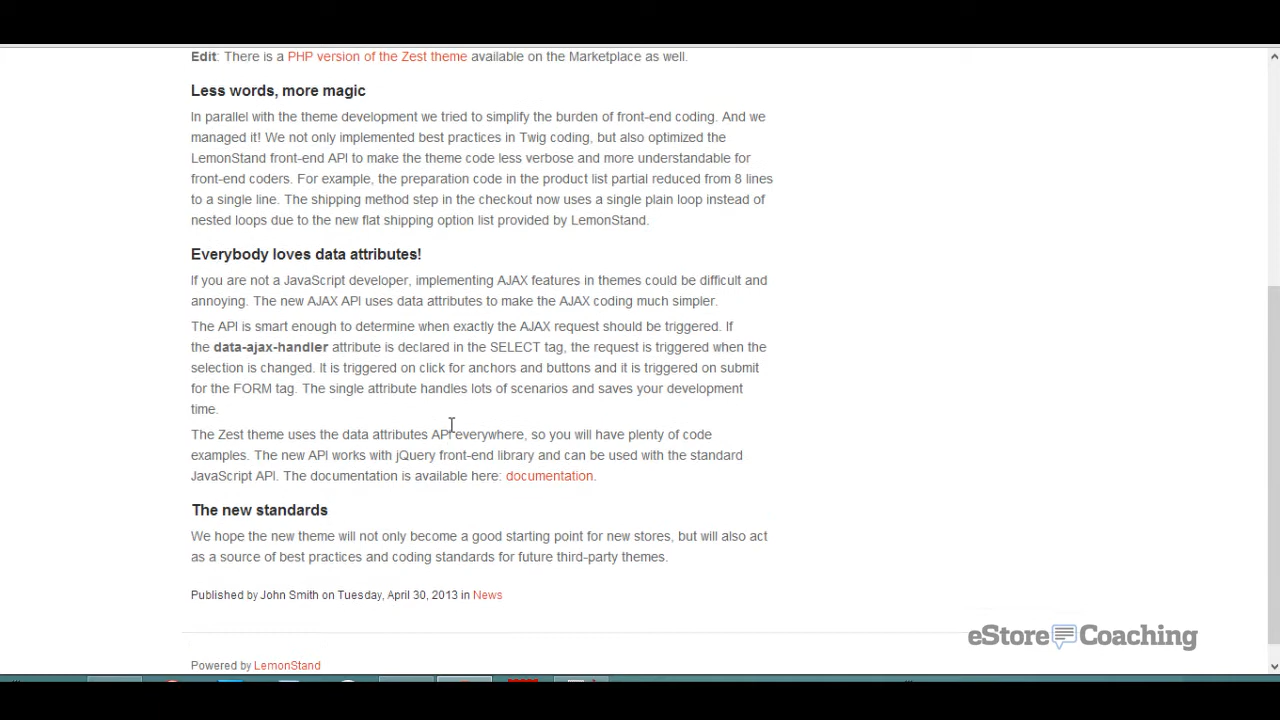 Edit: There is a PHP version of the Zest theme available on the Marketplace as well.
Less words, more magic
In parallel with the theme development we tried to simplify the burden of front-end coding. And we
managed it! We not only implemented best practices in Twig coding, but also optimized the
LemonStand front-end API to make the theme code less verbose and more understandable for
front-end coders. For example, the preparation code in the product list partial reduced from 8 lines
to a single line. The shipping method step in the checkout now uses a single plain loop instead of
nested loops due to the new flat shipping option list provided by LemonStand.
Everybody loves data attributes!
If you are not a JavaScript developer, implementing AJAX features in themes could be difficult and
annoying. The new AJAX API uses data attributes to make the AJAX coding much simpler.
The API is smart enough to determine when exactly the AJAX request should be triggered. If
the data-ajax-handler attribute is declared in the SELECT tag, the request is triggered when the
selection is changed. It is triggered on click for anchors and buttons and it is triggered on submit
for the FORM tag. The single attribute handles lots of scenarios and saves your development
time.
The Zest theme uses the data attributes API everywhere, so you will have plenty of code
examples. The new API works with jQuery front-end library and can be used with the standard
JavaScript API. The documentation is available here: documentation.
The new standards
We hope the new theme will not only become a good starting point for new stores, but will also act
as a source of best practices and coding standards for future third-party themes.
Published by John Smith on Tuesday, April 30, 2013 in News
eStore Coaching
Powered by LemonStand